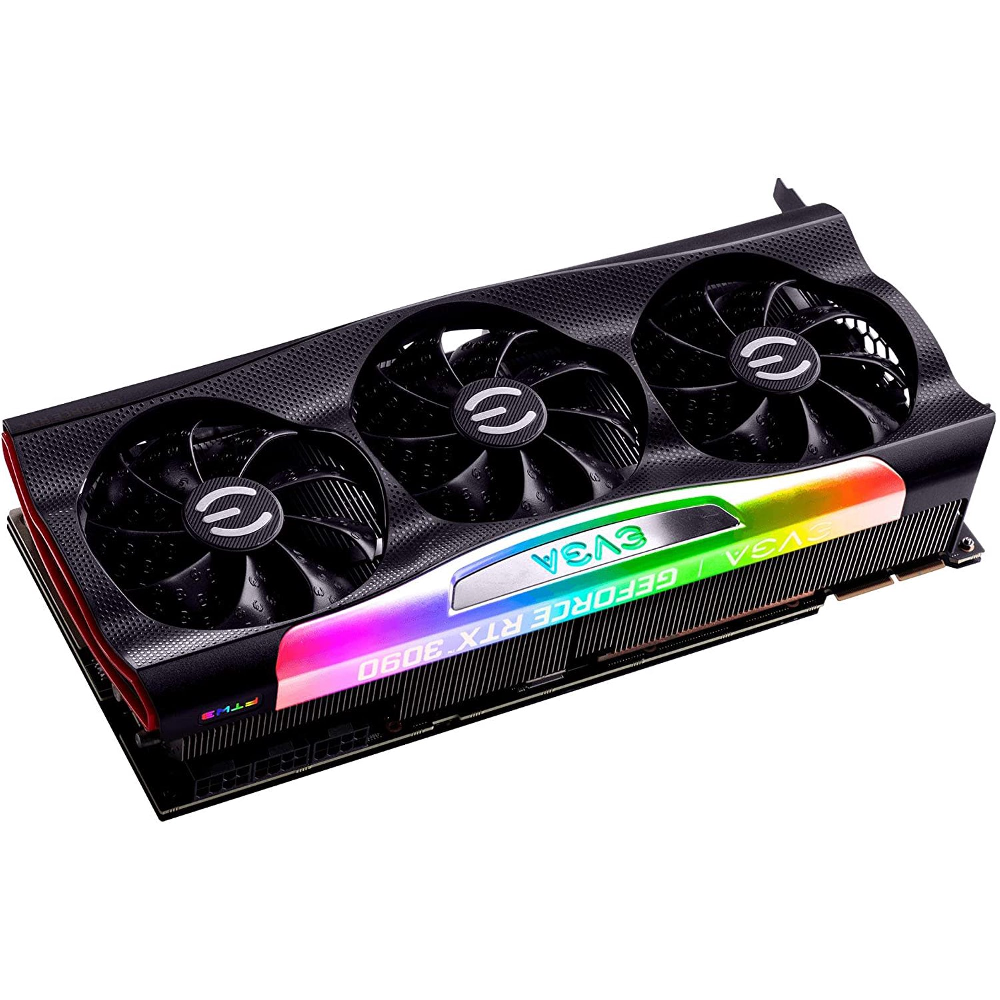 EVGA
EVGA | GEFORCE RTX™ 3090
FTW3